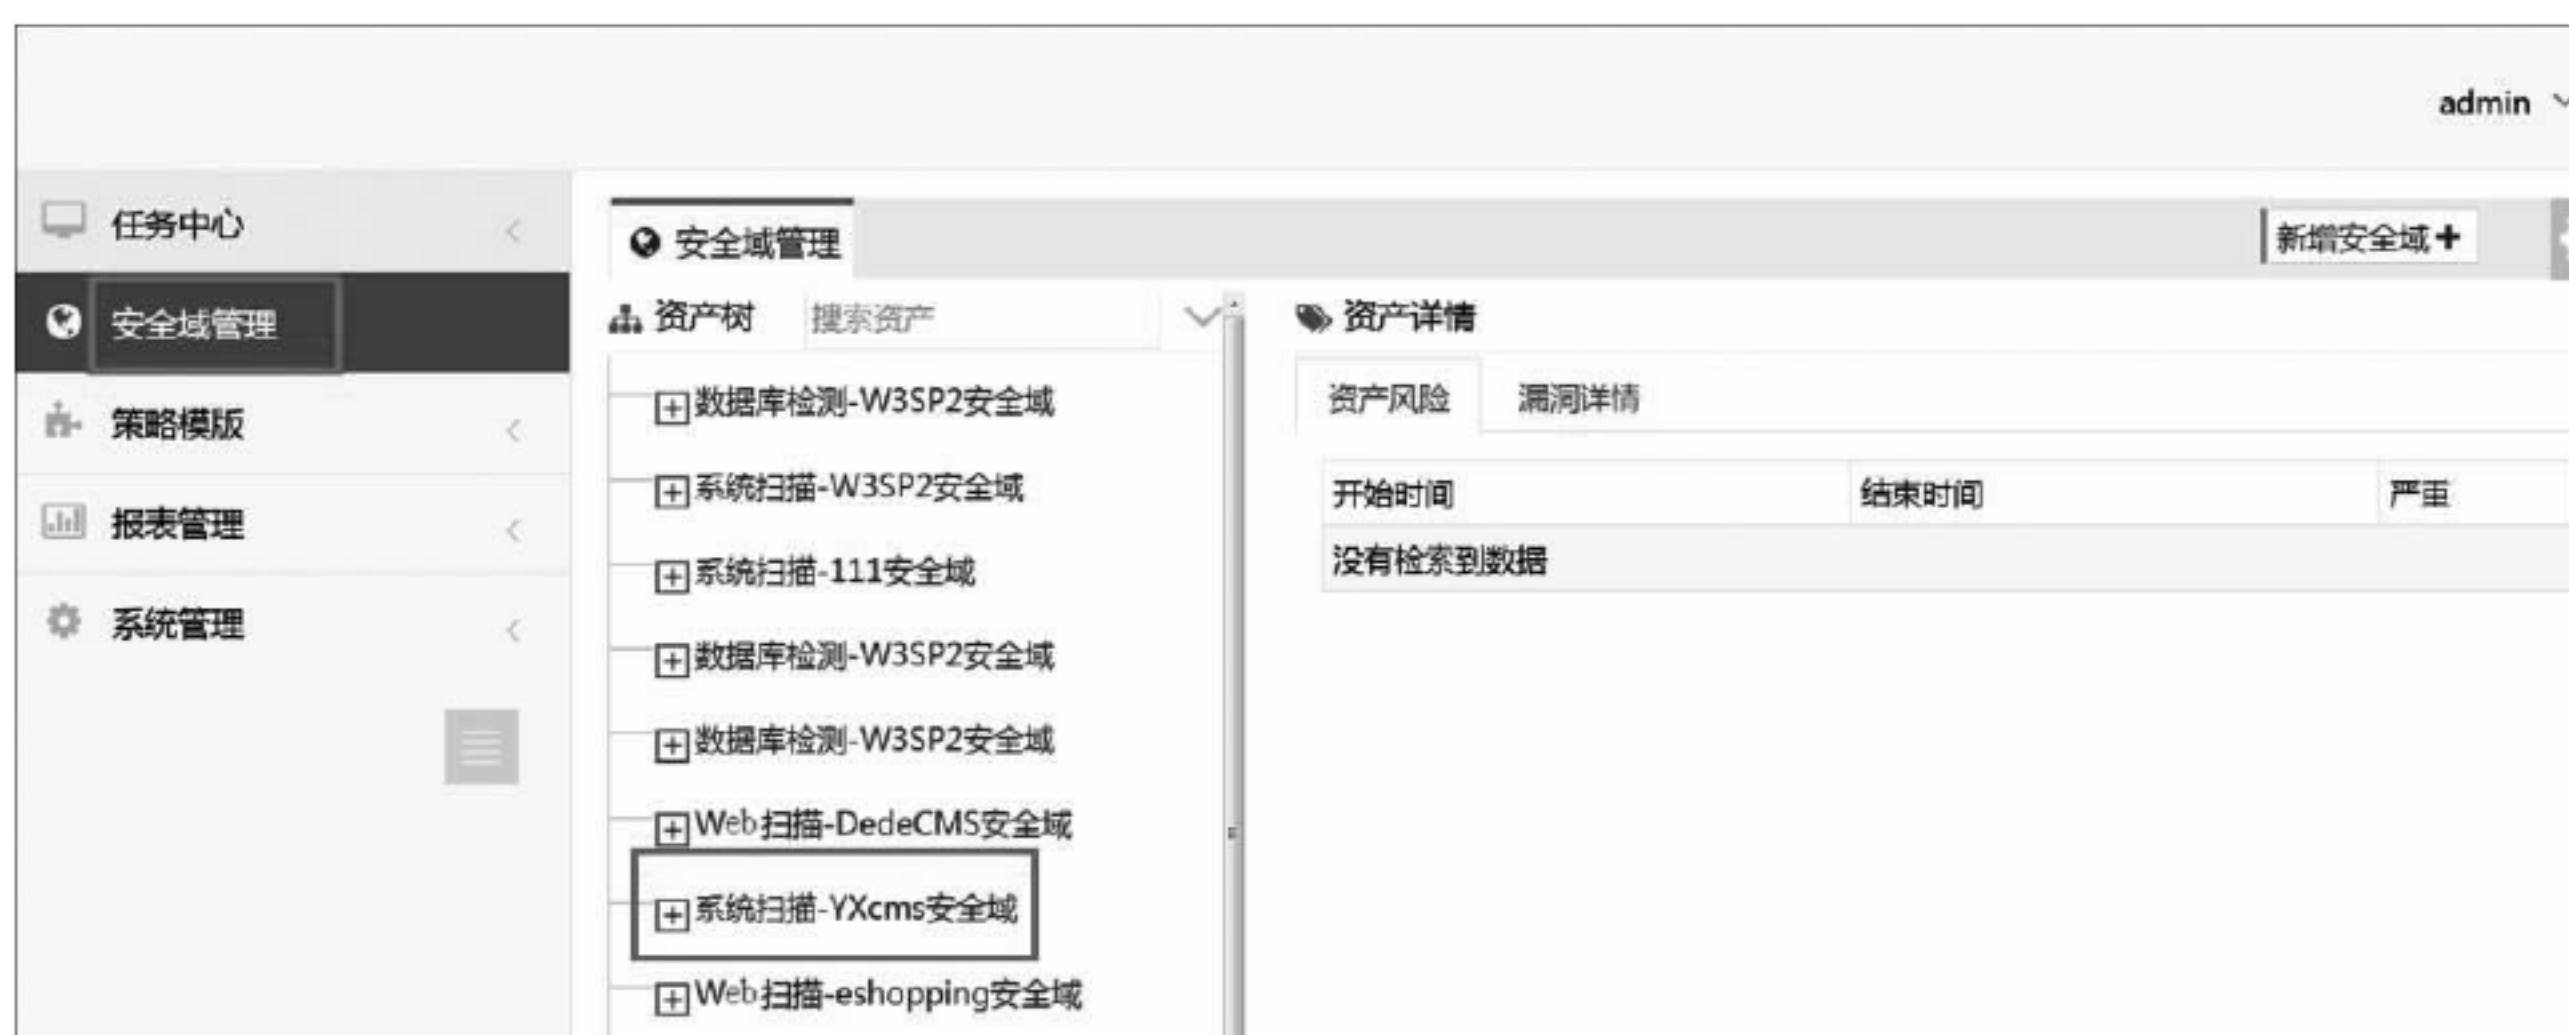 admin
任务中心
安全域管理
策略模版
报表管理
系统管理
安全域管理
新增安全域
资产树
搜索资产
数据库检测-W3SP2安全域
系统扫描-W3SP2安全域
系统扫描-111安全域
数据库检测-W3SP2安全域
数据库检测-W3SP2安全域
Web扫描-DedeCMS安全域
系统扫描-YXcms安全域
Web扫描-eshopping安全域
资产详情
资产风险 漏洞详情
开始时间 结束时间 严重
没有检索到数据